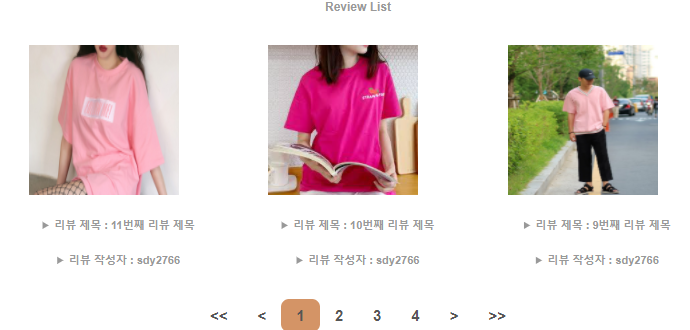 Review List
▶ 리뷰 제목 : 11번째 리뷰 제목
▶ 리뷰 제목 : 10번째 리뷰 제목
▶ 리뷰 제목 : 9번째 리뷰 제목
▶ 리뷰 작성자 : sdy2766
▶ 리뷰 작성자 : sdy2766
▶ 리뷰 작성자 : sdy2766
<< < 1 2 3 4 > >>